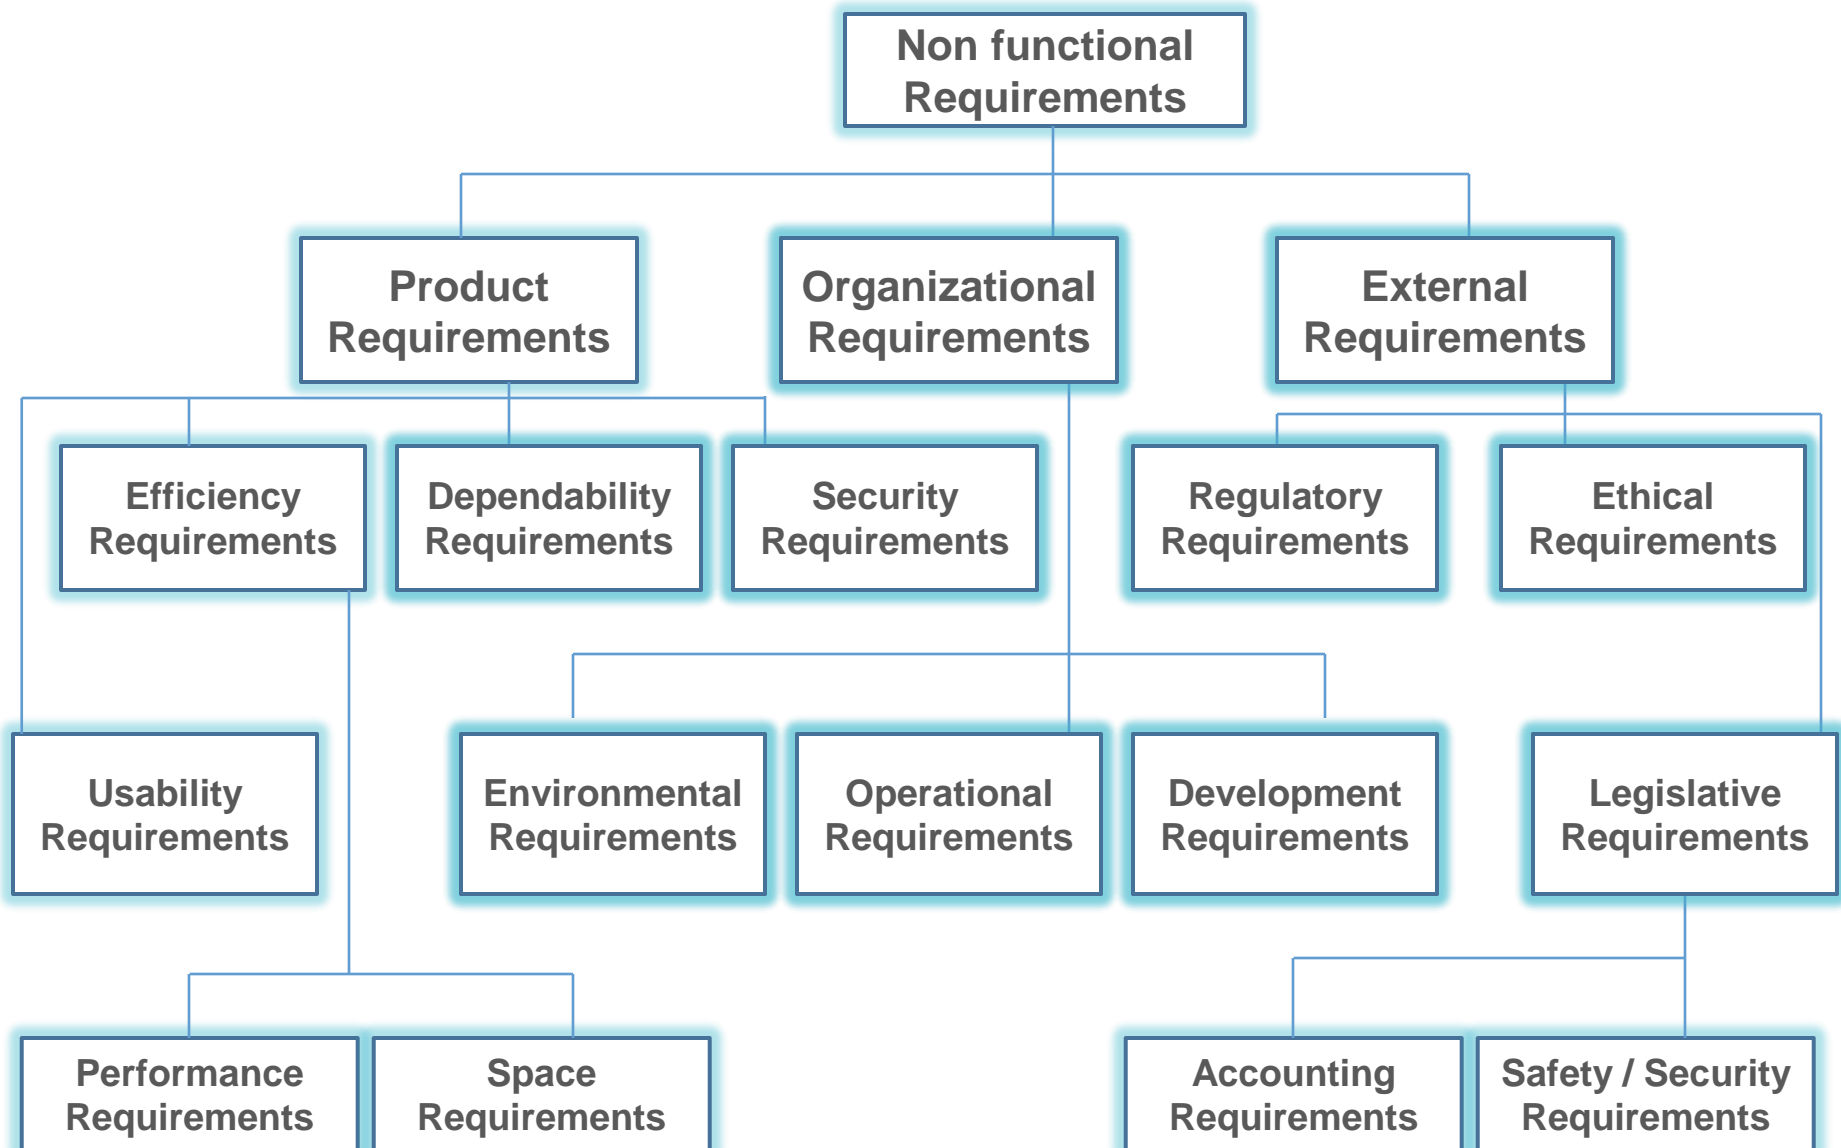 Non functional
Requirements
Product
Requirements
Organizational
Requirements
External
Requirements
Efficiency
Requirements
Dependability
Requirements
Security
Requirements
Regulatory
Requirements
Ethical
Requirements
Usability
Requirements
Environmental
Requirements
Operational
Requirements
Development
Requirements
Legislative
Requirements
Performance
Requirements
Space
Requirements
Accounting
Requirements
Safety / Security
Requirements